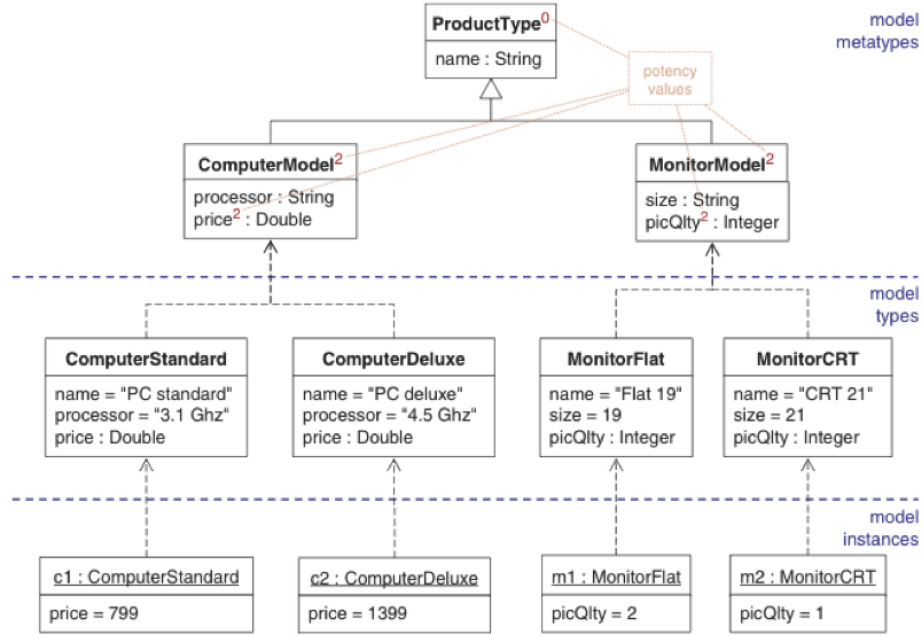 ProductType0
name : String
model
metatypes
potency
values
ComputerModel2
processor : String
price2 : Double
MonitorModel2
size : String
picQlty2 : Integer
model
types
ComputerStandard
name = "PC standard"
processor = "3.1 Ghz"
price : Double
ComputerDeluxe
name = "PC deluxe"
processor = "4.5 Ghz"
price : Double
MonitorFlat
name = "Flat 19"
size = 19
picQlty : Integer
MonitorCRT
name = "CRT 21"
size = 21
picQlty : Integer
model
instances
c1 : ComputerStandard
price = 799
c2 : ComputerDeluxe
price = 1399
m1 : MonitorFlat
picQlty = 2
m2 : MonitorCRT
picQlty = 1